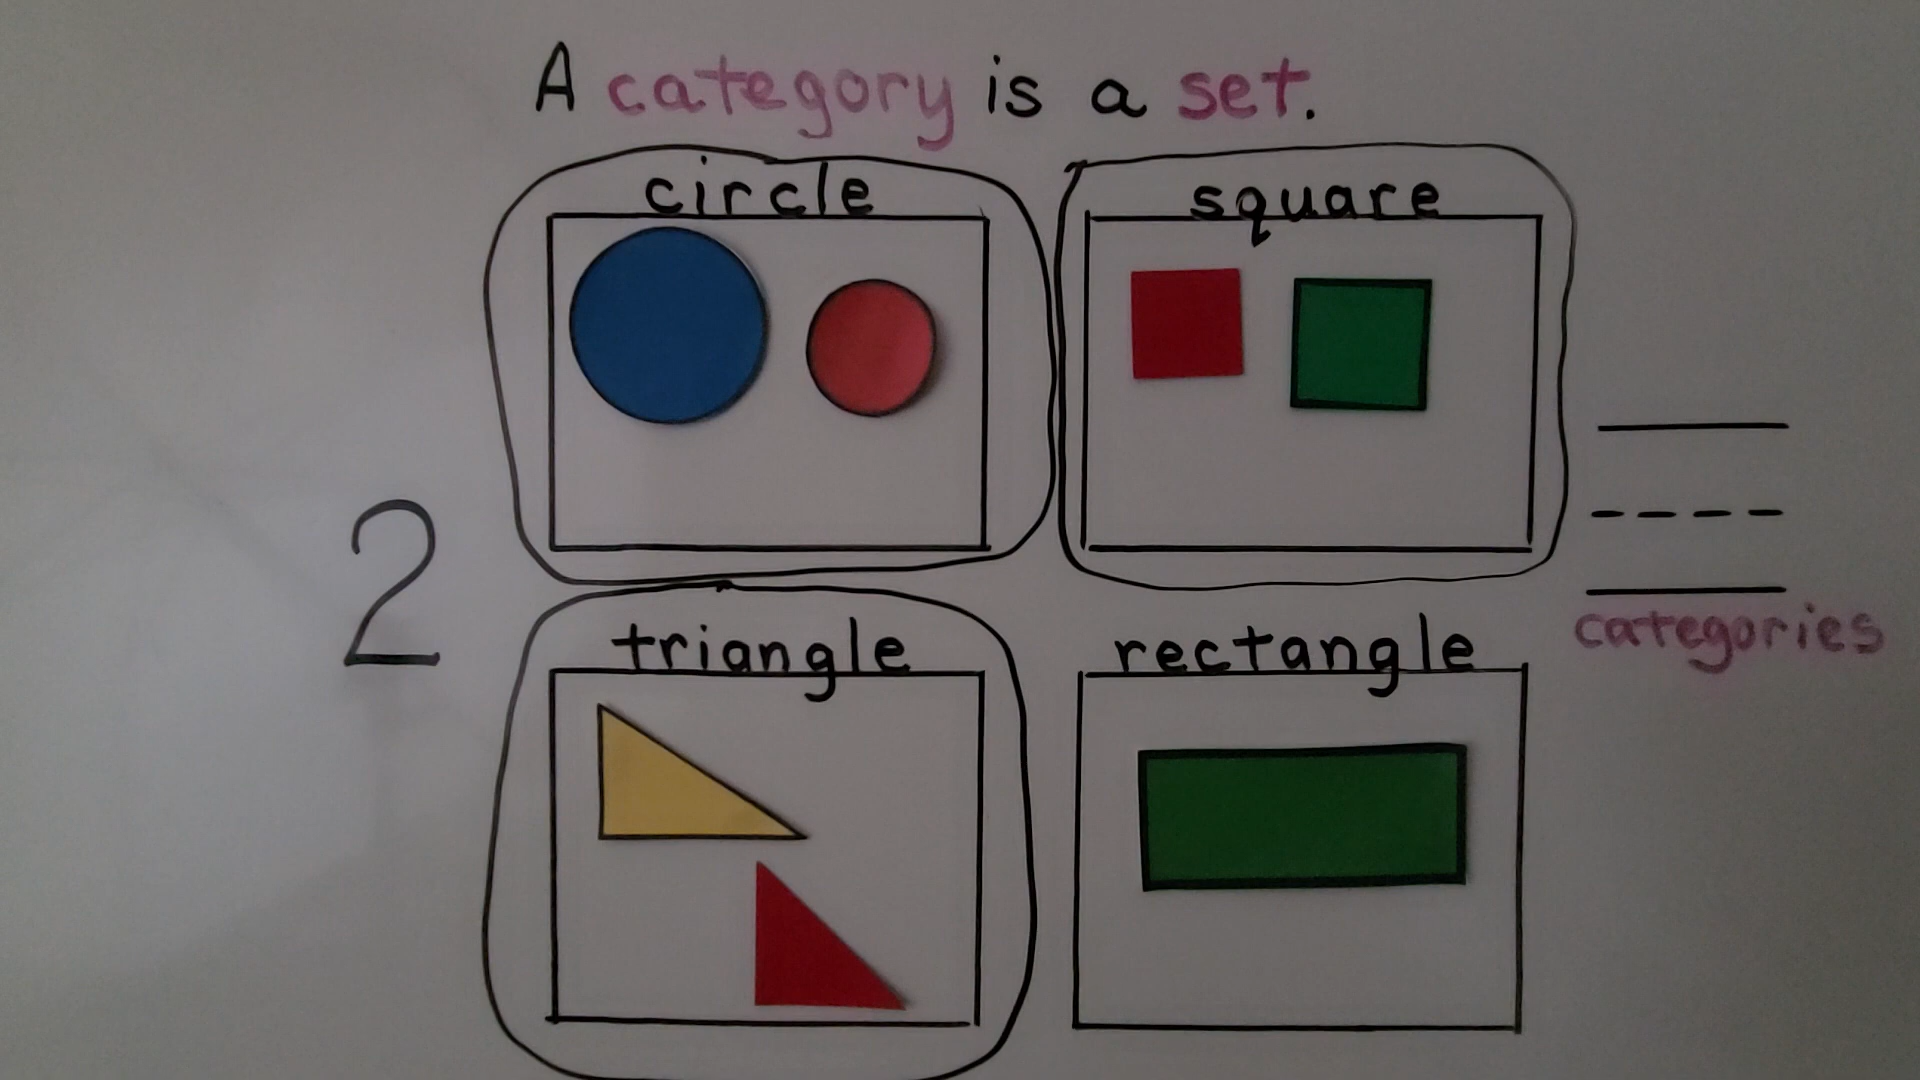 A category is a set.
circle
square
2
triangle
rectangle
categories